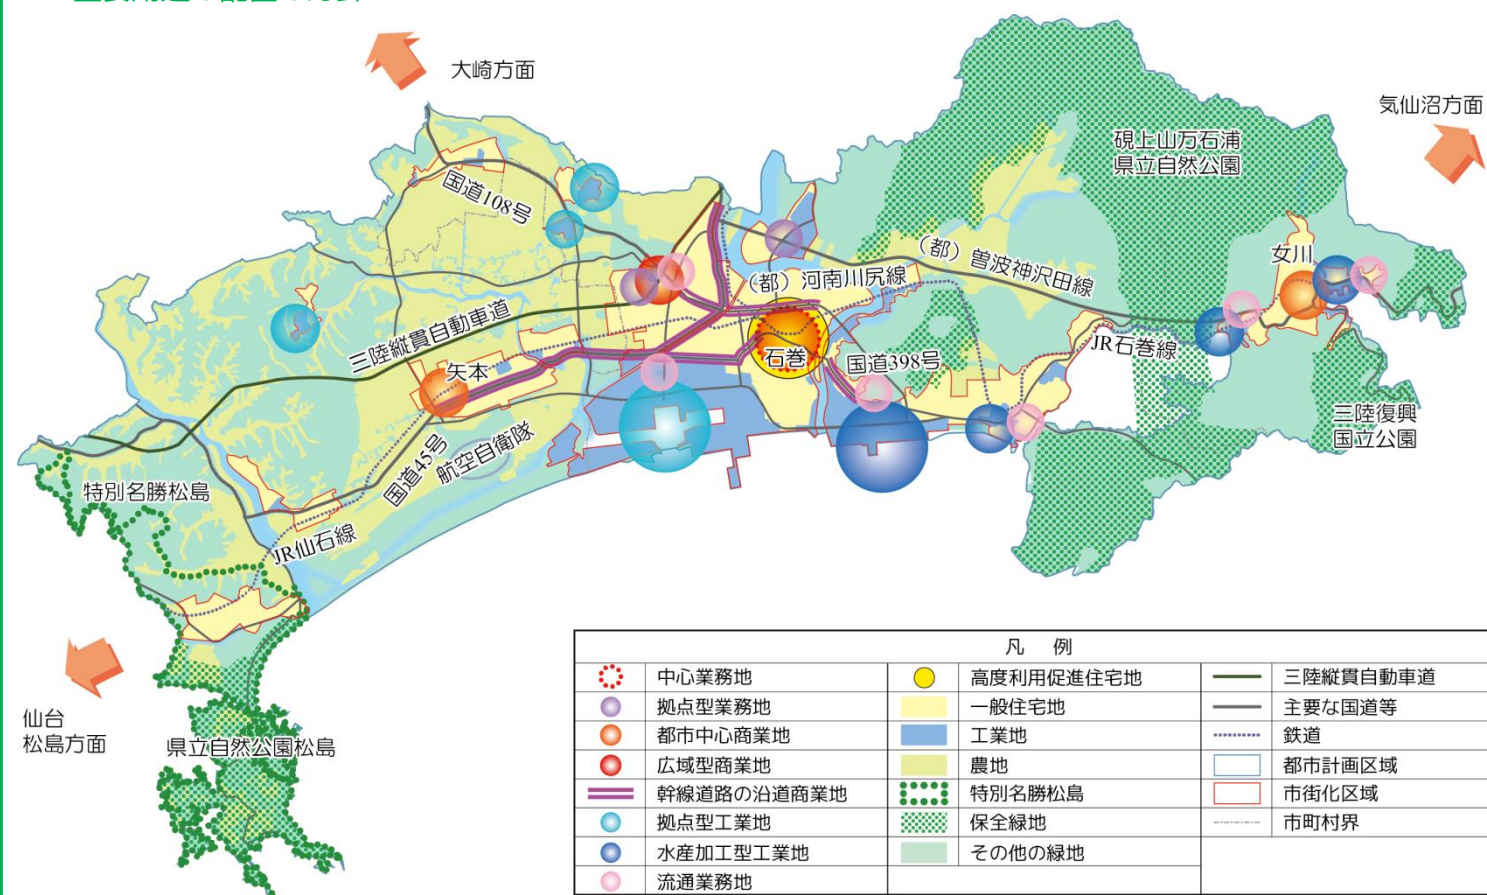 大崎方面
気仙沼方面
硯上山万石浦
県立自然公園
国道108号
女川
(都)曽波神沢田線
(都)河南川尻線
三陸縦貫自動車道
JR石巻線
石巻
国道398号
矢本
三陸復興
国立公園
航空自衛隊
国道45号
特別名勝松島
JR仙石線
仙台
松島方面
県立自然公園松島
凡 例
中心業務地 高度利用促進住宅地 三陸縦貫自動車道
拠点型業務地 一般住宅地 主要な国道等
都市中心商業地 工業地 鉄道
広域型商業地 農地 都市計画区域
幹線道路の沿道商業地 特別名勝松島 市街化区域
拠点型工業地 保全緑地 市町村界
水産加工型工業地 その他の緑地
流通業務地